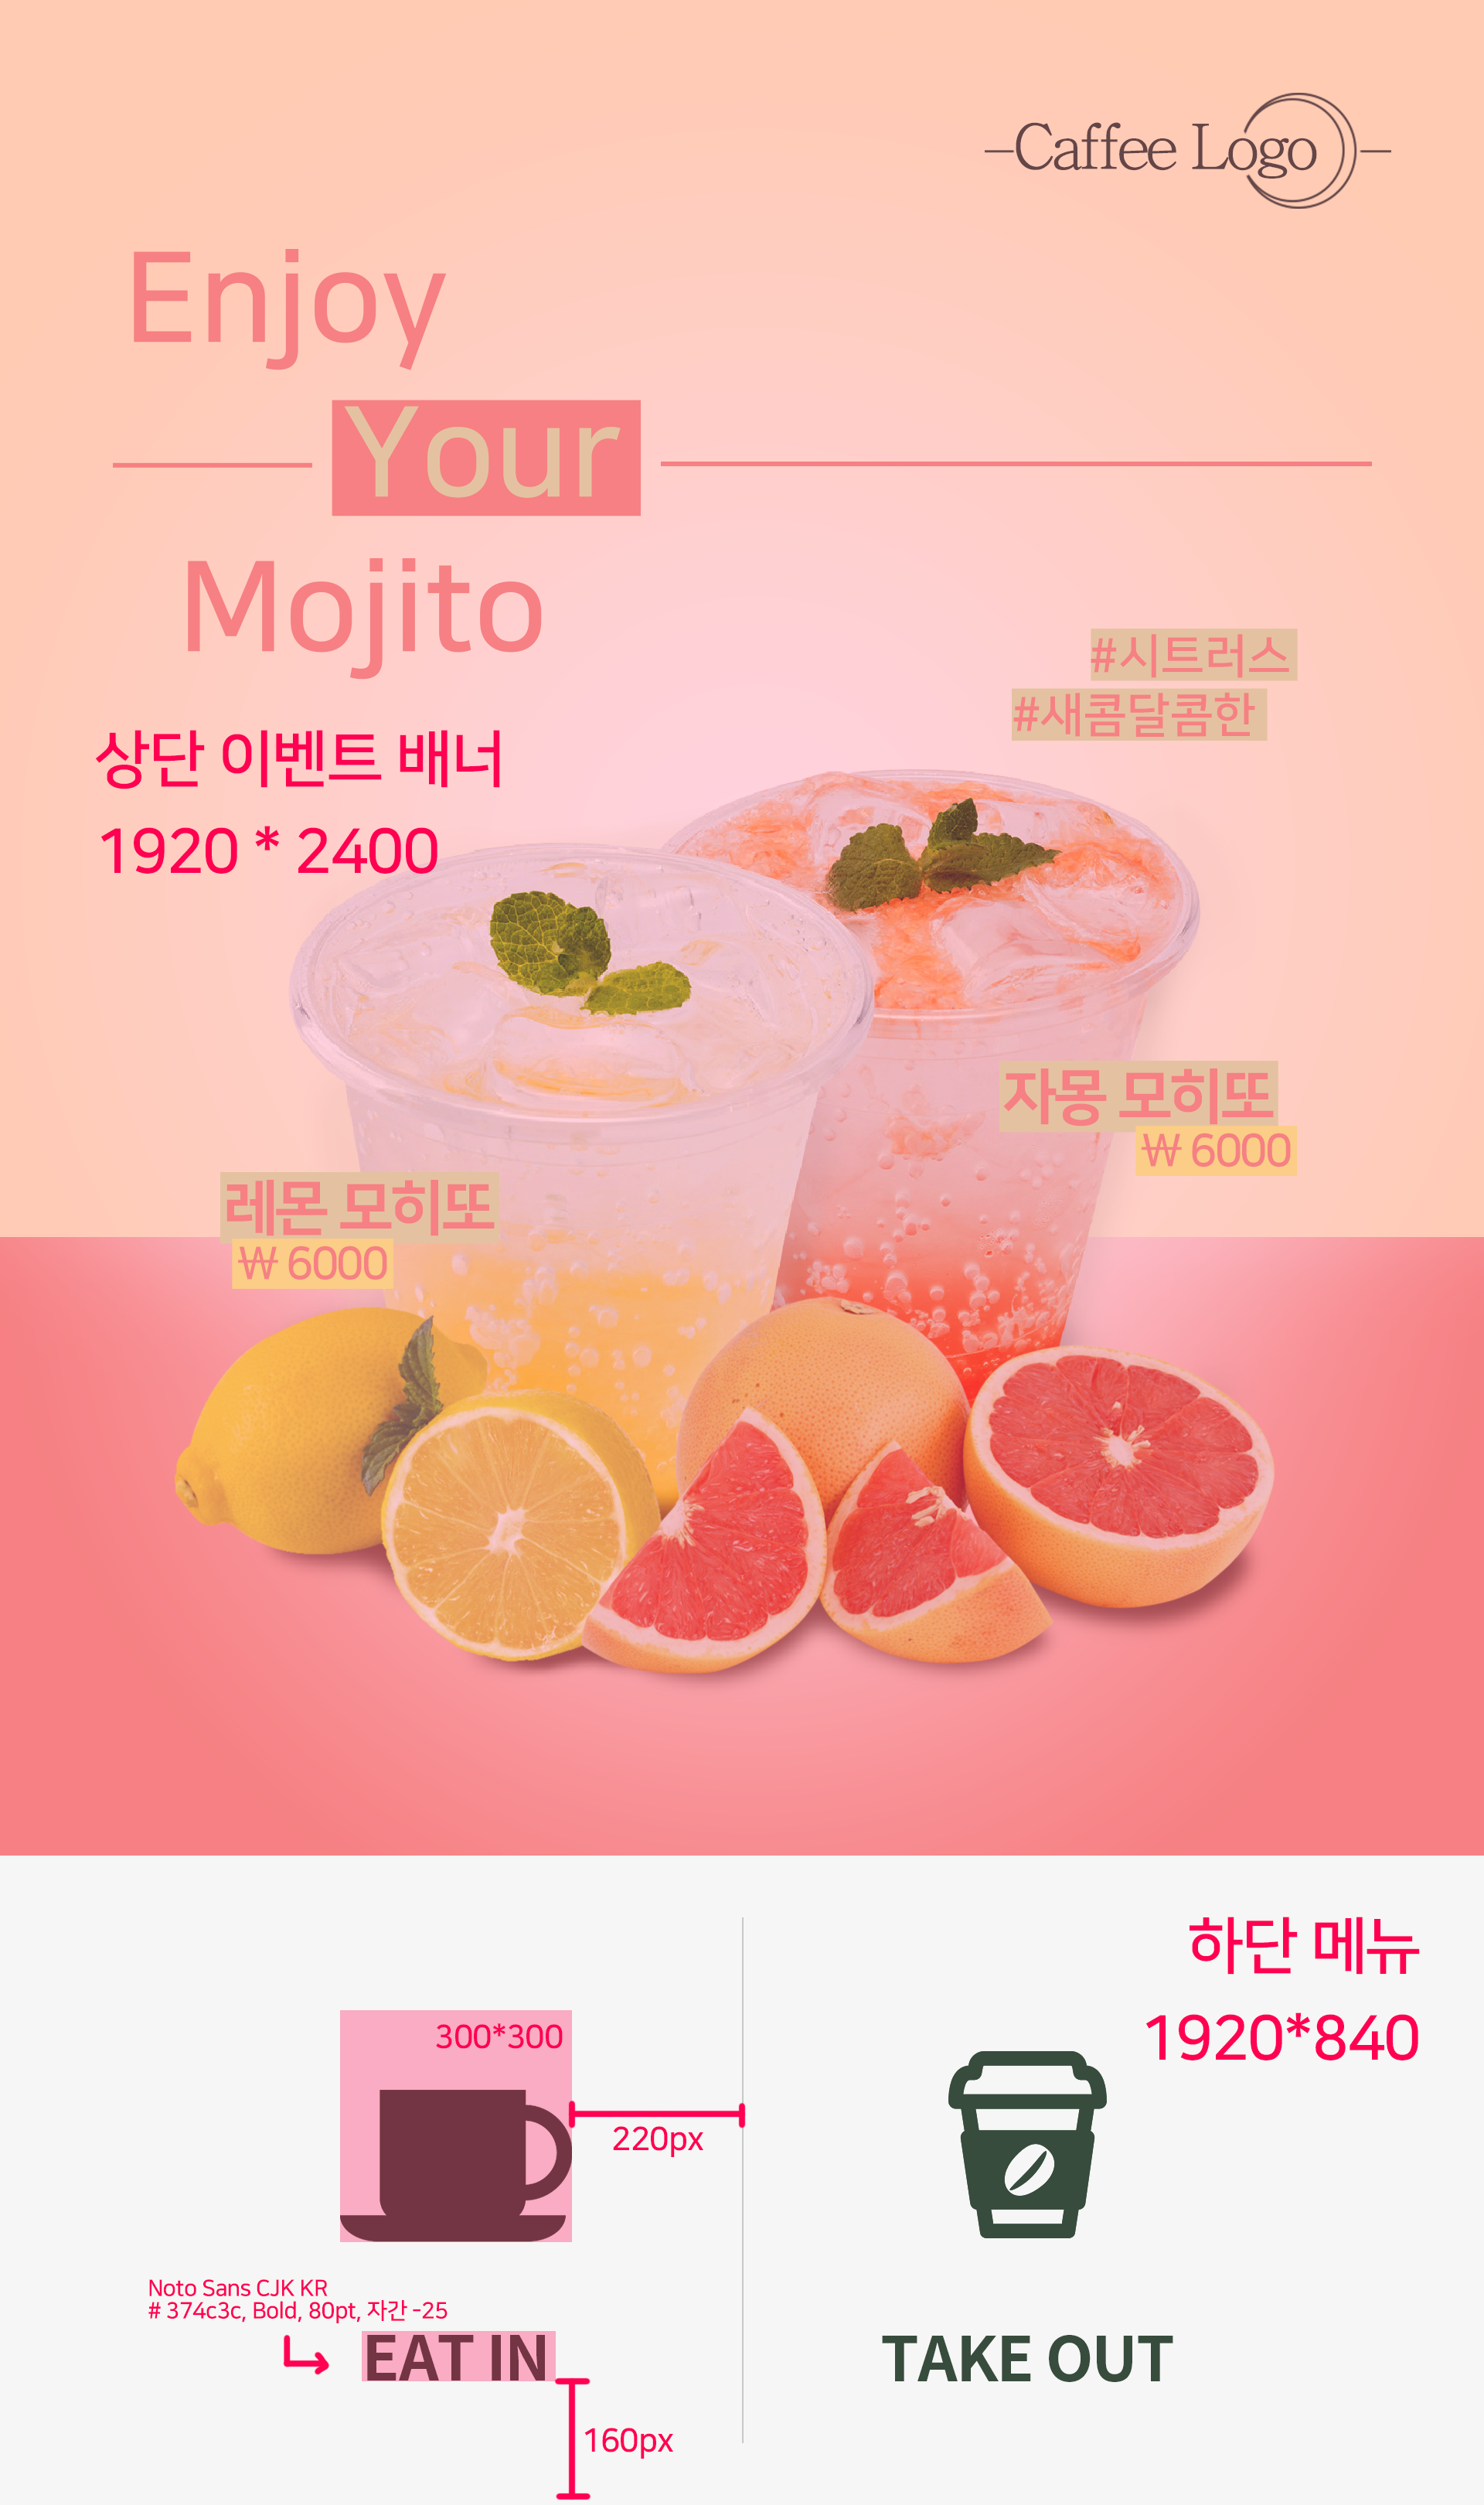 Caffee Logo
Enjoy
Your
Mojito
#시트러스
#새콤달콤한
상단 이벤트 배너
1920 * 2400
자몽 모히또
₩ 6000
레몬 모히또
₩ 6000
하단 메뉴
1920*840
300*300
220px
Noto Sans CJK KR
# 374c3c, Bold, 80pt, 자간 -25
EAT IN
TAKE OUT
160px